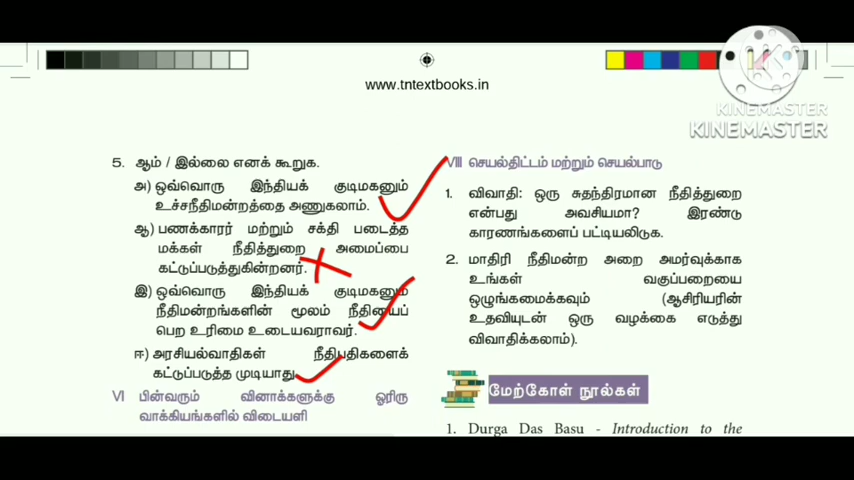 www.tntextbooks.in
KINEMASTER
KINEMASTER
5. ஆம் / இல்லை எனக் கூறுக.
அ) ஒவ்வொரு இந்தியக் குடிமகனும்
உச்சநீதிமன்றத்தை அணுகலாம்.
ஆ) பணக்காரர் மற்றும் சக்தி படைத்த
மக்கள் நீதித்துறை அமைப்பை
கட்டுப்படுத்துகின்றனர்.
இ) ஒவ்வொரு இந்தியக் குடிமகனும்
நீதிமன்றங்களின் மூலம் நீதியைப்
பெற உரிமை உடையவராவர்.
ஈ) அரசியல்வாதிகள் நீதிபதிகளைக்
கட்டுப்படுத்த முடியாது
VI பின்வரும் வினாக்களுக்கு ஓரிரு
வாக்கியங்களில் விடையளி
VIII செயல்திட்டம் மற்றும் செயல்பாடு
1. விவாதி: ஒரு சுதந்திரமான நீதித்துறை
என்பது அவசியமா? இரண்டு
காரணங்களைப் பட்டியலிடுக.
2. மாதிரி நீதிமன்ற அறை அமர்வுக்காக
உங்கள் வகுப்பறையை
ஒழுங்கமைக்கவும் (ஆசிரியரின்
உதவியுடன் ஒரு வழக்கை எடுத்து
விவாதிக்கலாம்).
மேற்கோள் நூல்கள்
1. Durga Das Basu - Introduction to the